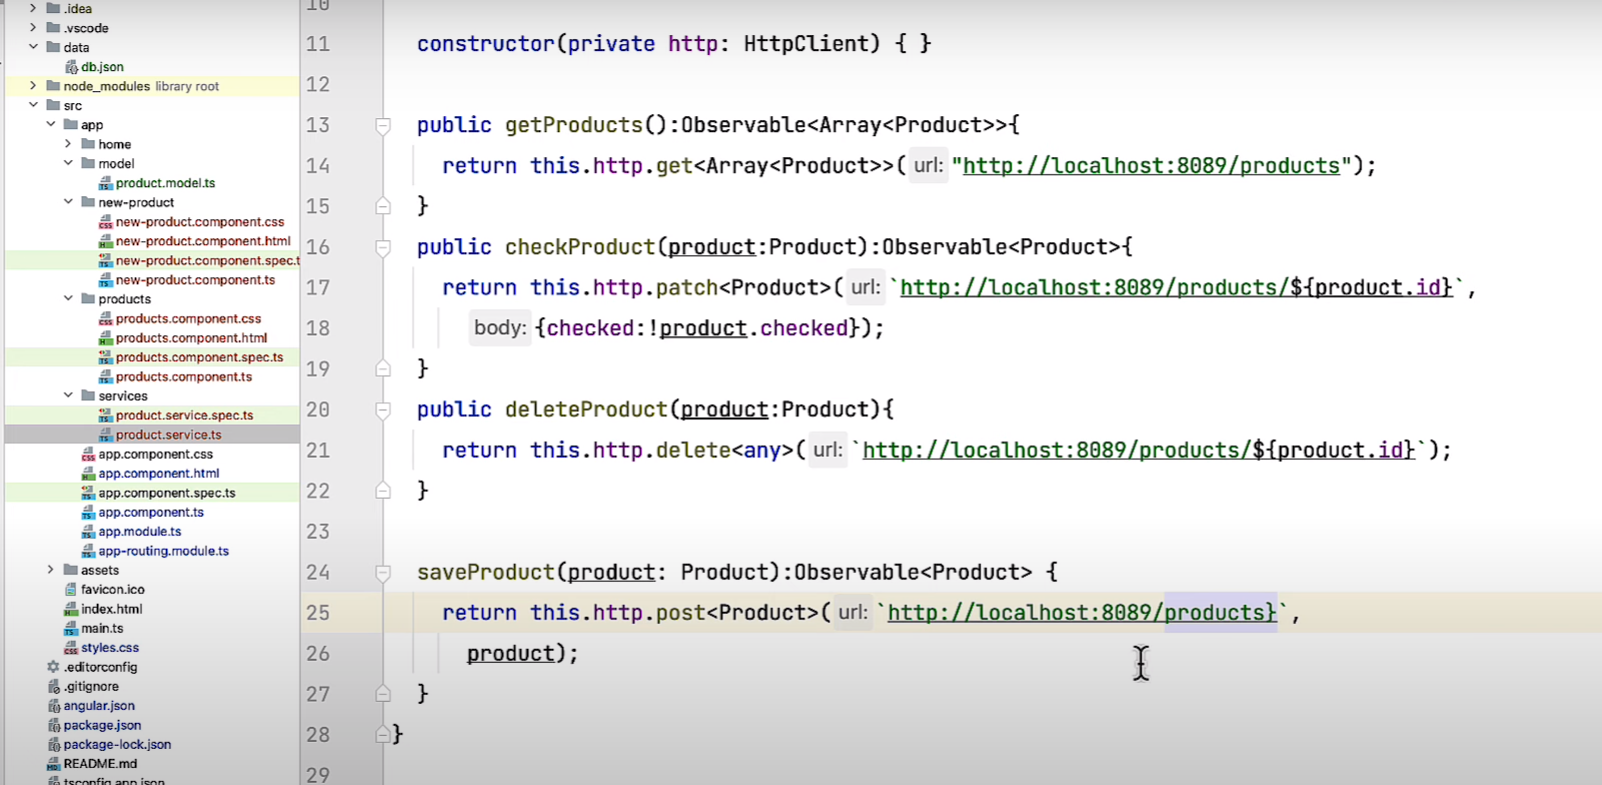 .idea
.vscode
data
db.json
node_modules library root
src
app
home
model
product.model.ts
new-product
new-product.component.css
new-product.component.html
new-product.component.spec.t
new-product.component.ts
products
products.component.css
products.component.html
products.component.spec.ts
products.component.ts
services
product.service.spec.ts
product.service.ts
app.component.css
app.component.html
app.component.spec.ts
app.component.ts
app.module.ts
app-routing.module.ts
assets
favicon.ico
index.html
main.ts
styles.css
.editorconfig
.gitignore
angular.json
package.json
package-lock.json
README.md
tsconfig.app.json
10
11 constructor(private http: HttpClient) { }
12
13 public getProducts():Observable<Array<Product>>{
14 return this.http.get<Array<Product>>( url: "http://localhost:8089/products");
15 }
16 public checkProduct(product:Product):Observable<Product>{
17 return this.http.patch<Product>( url: `http://localhost:8089/products/${product.id}`,
18 body: {checked:!product.checked});
19 }
20 public deleteProduct(product:Product){
21 return this.http.delete<any>( url: `http://localhost:8089/products/${product.id}`);
22 }
23
24 saveProduct(product: Product):Observable<Product> {
25 return this.http.post<Product>( url: `http://localhost:8089/products}`,
26 product);
27 }
28 }
29